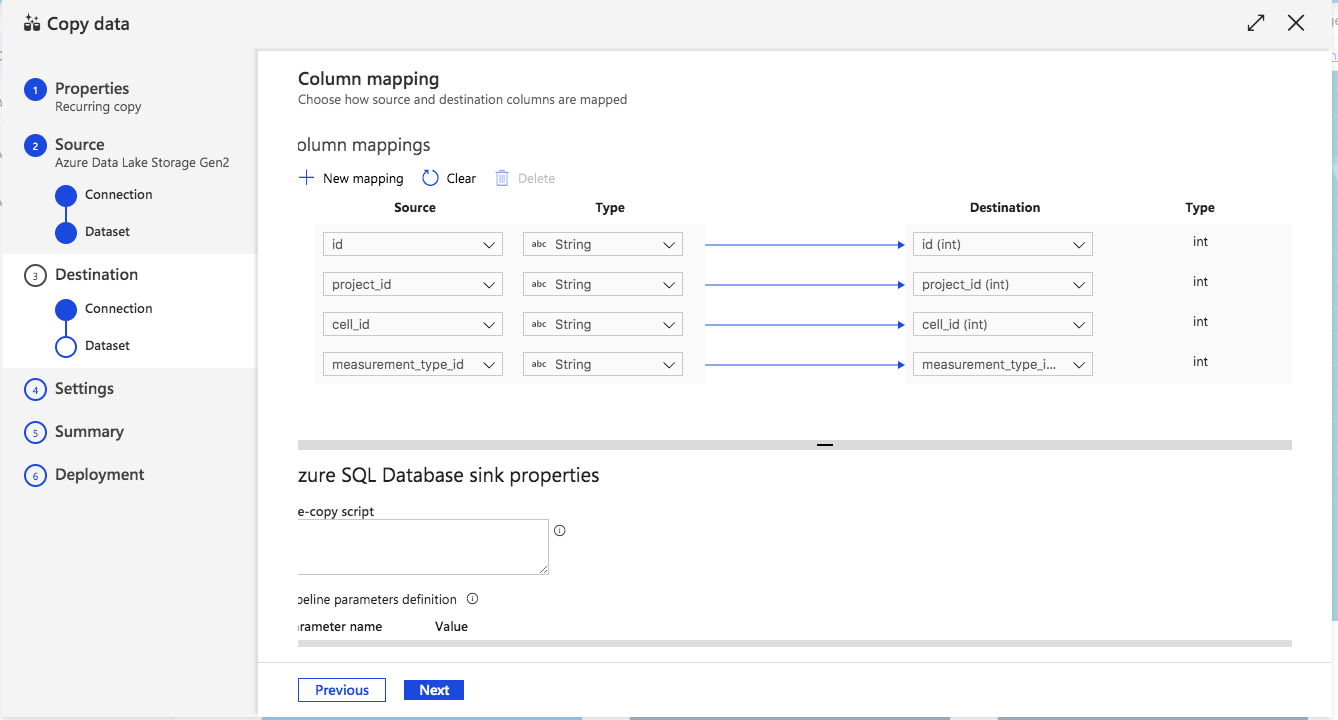 Copy data
1 Properties
Recurring copy
2 Source
Azure Data Lake Storage Gen2
Connection
Dataset
3 Destination
Connection
Dataset
4 Settings
5 Summary
6 Deployment
Column mapping
Choose how source and destination columns are mapped
olumn mappings
New mapping Clear Delete
Source Type Destination Type
id abc String id (int) int
project_id abc String project_id (int) int
cell_id abc String cell_id (int) int
measurement_type_id abc String measurement_type_i... int
zure SQL Database sink properties
e-copy script
peline parameters definition
rameter name Value
Previous Next